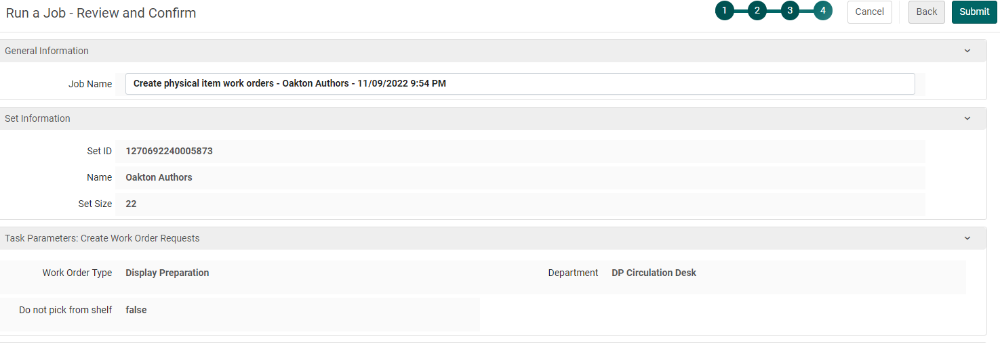 Run a Job - Review and Confirm
1 2 3 4 Cancel Back Submit
General Information
Job Name Create physical item work orders - Oakton Authors - 11/09/2022 9:54 PM
Set Information
Set ID 1270692240005873
Name Oakton Authors
Set Size 22
Task Parameters: Create Work Order Requests
Work Order Type Display Preparation Department DP Circulation Desk
Do not pick from shelf false